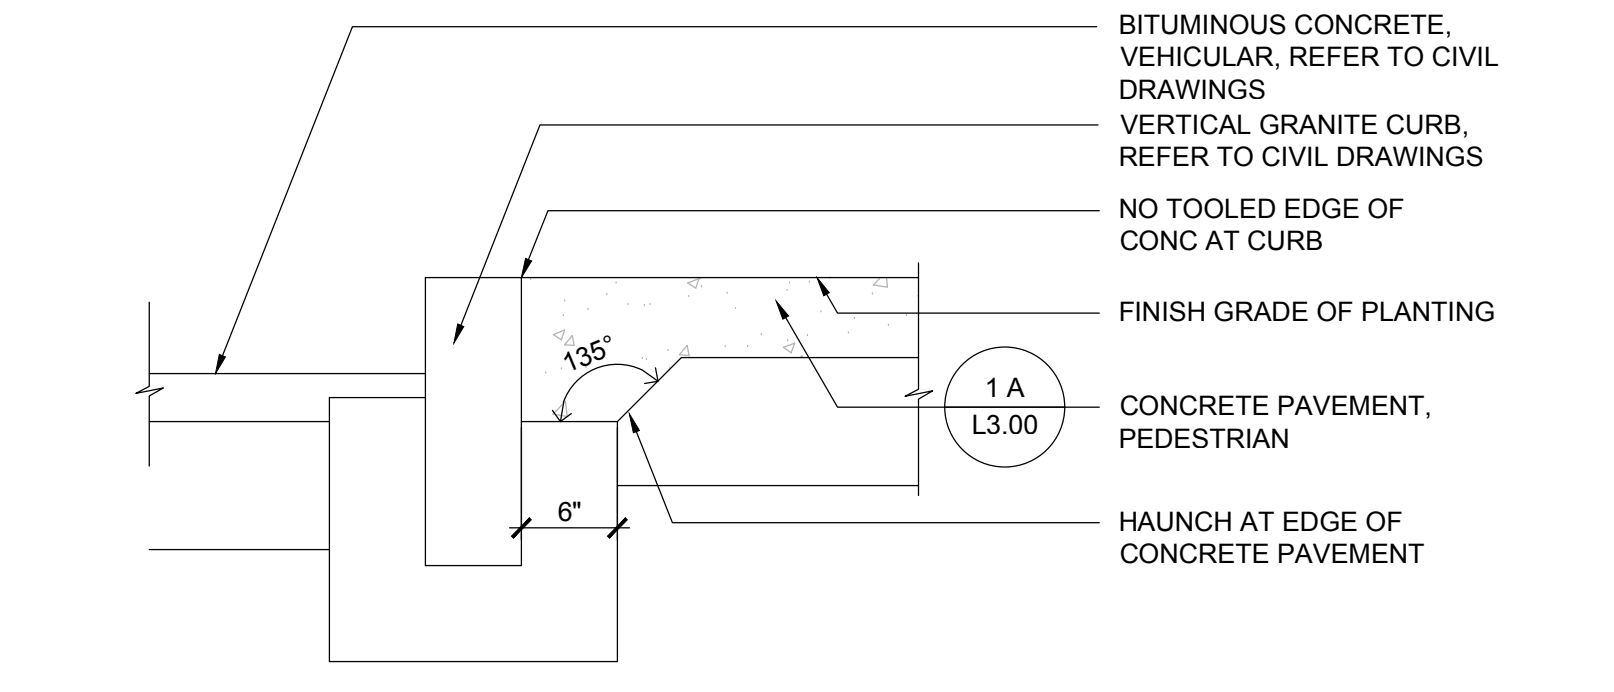 BITUMINOUS CONCRETE,
VEHICULAR, REFER TO CIVIL
DRAWINGS
VERTICAL GRANITE CURB,
REFER TO CIVIL DRAWINGS
NO TOOLED EDGE OF
CONC AT CURB
FINISH GRADE OF PLANTING
135°
1 A
L3.00
CONCRETE PAVEMENT,
PEDESTRIAN
6"
HAUNCH AT EDGE OF
CONCRETE PAVEMENT